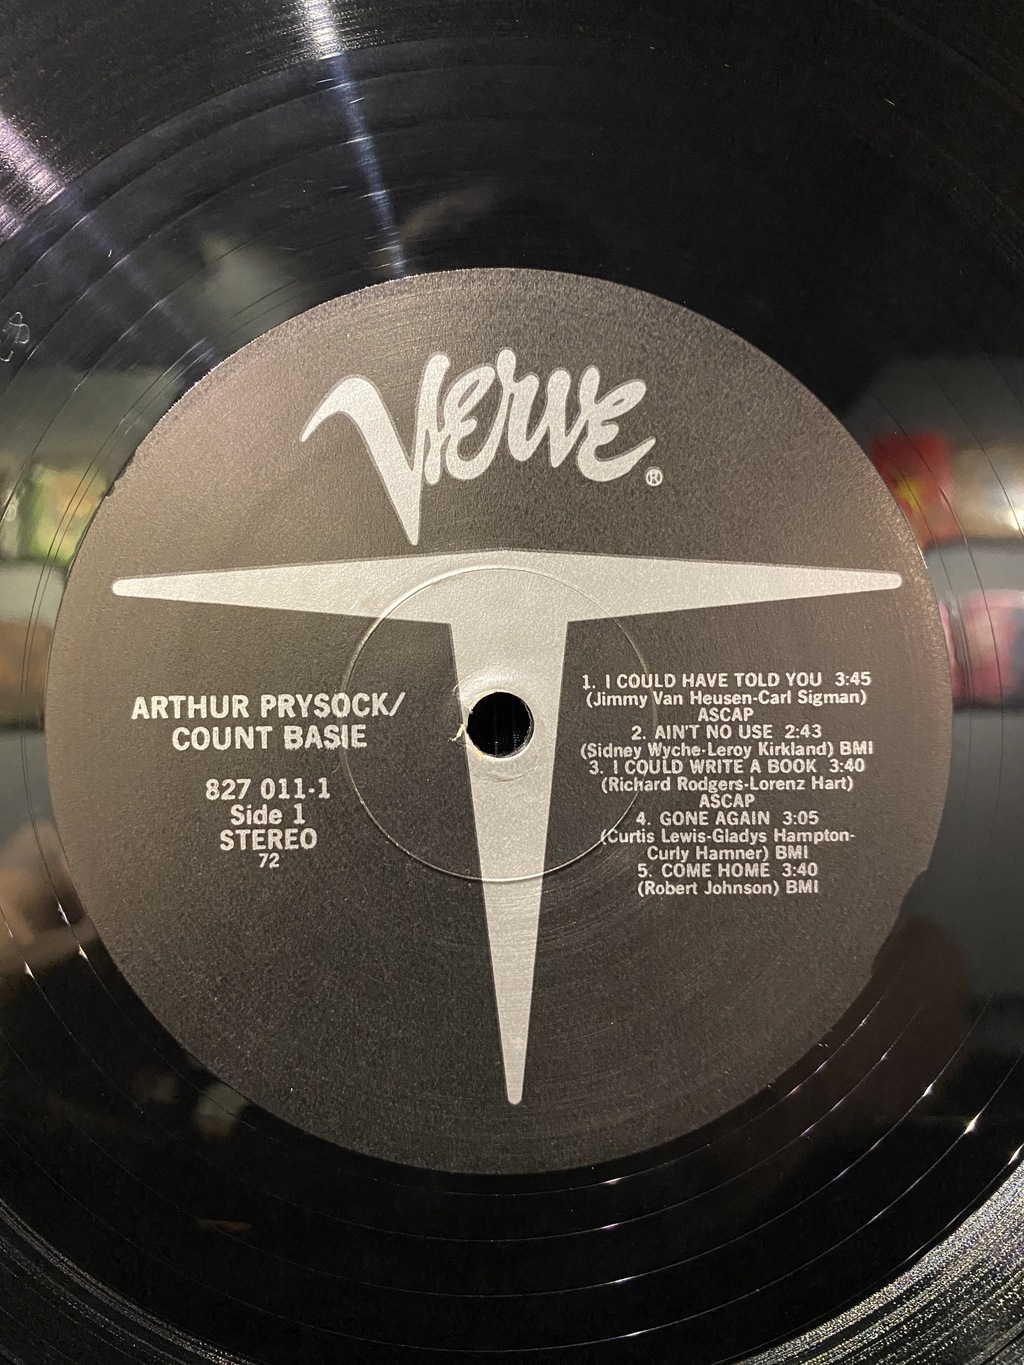 Verve®
ARTHUR PRYSOCK/
COUNT BASIE
827 011-1
Side 1
STEREO
72
1. I COULD HAVE TOLD YOU 3:45
(Jimmy Van Heusen-Carl Sigman)
ASCAP
2. AIN'T NO USE 2:43
(Sidney Wyche-Leroy Kirkland) BMI
3. I COULD WRITE A BOOK 3:40
(Richard Rodgers-Lorenz Hart)
ASCAP
4. GONE AGAIN 3:05
(Curtis Lewis-Gladys Hampton-
Curly Hamner) BMI
5. COME HOME 3:40
(Robert Johnson) BMI